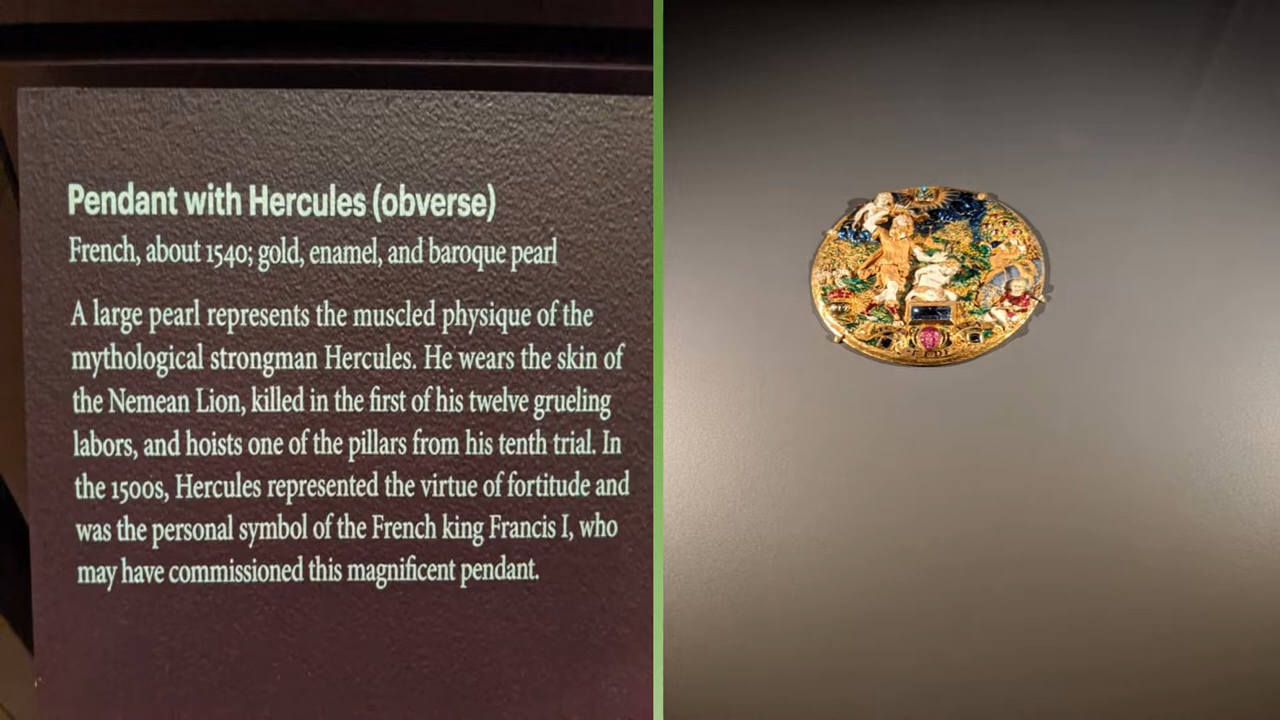 Pendant with Hercules (obverse)
French, about 1540; gold, enamel, and baroque pearl
A large pearl represents the muscled physique of the
mythological strongman Hercules. He wears the skin of
the Nemean Lion, killed in the first of his twelve grueling
labors, and hoists one of the pillars from his tenth trial. In
the 1500s, Hercules represented the virtue of fortitude and
was the personal symbol of the French king Francis I, who
may have commissioned this magnificent pendant.